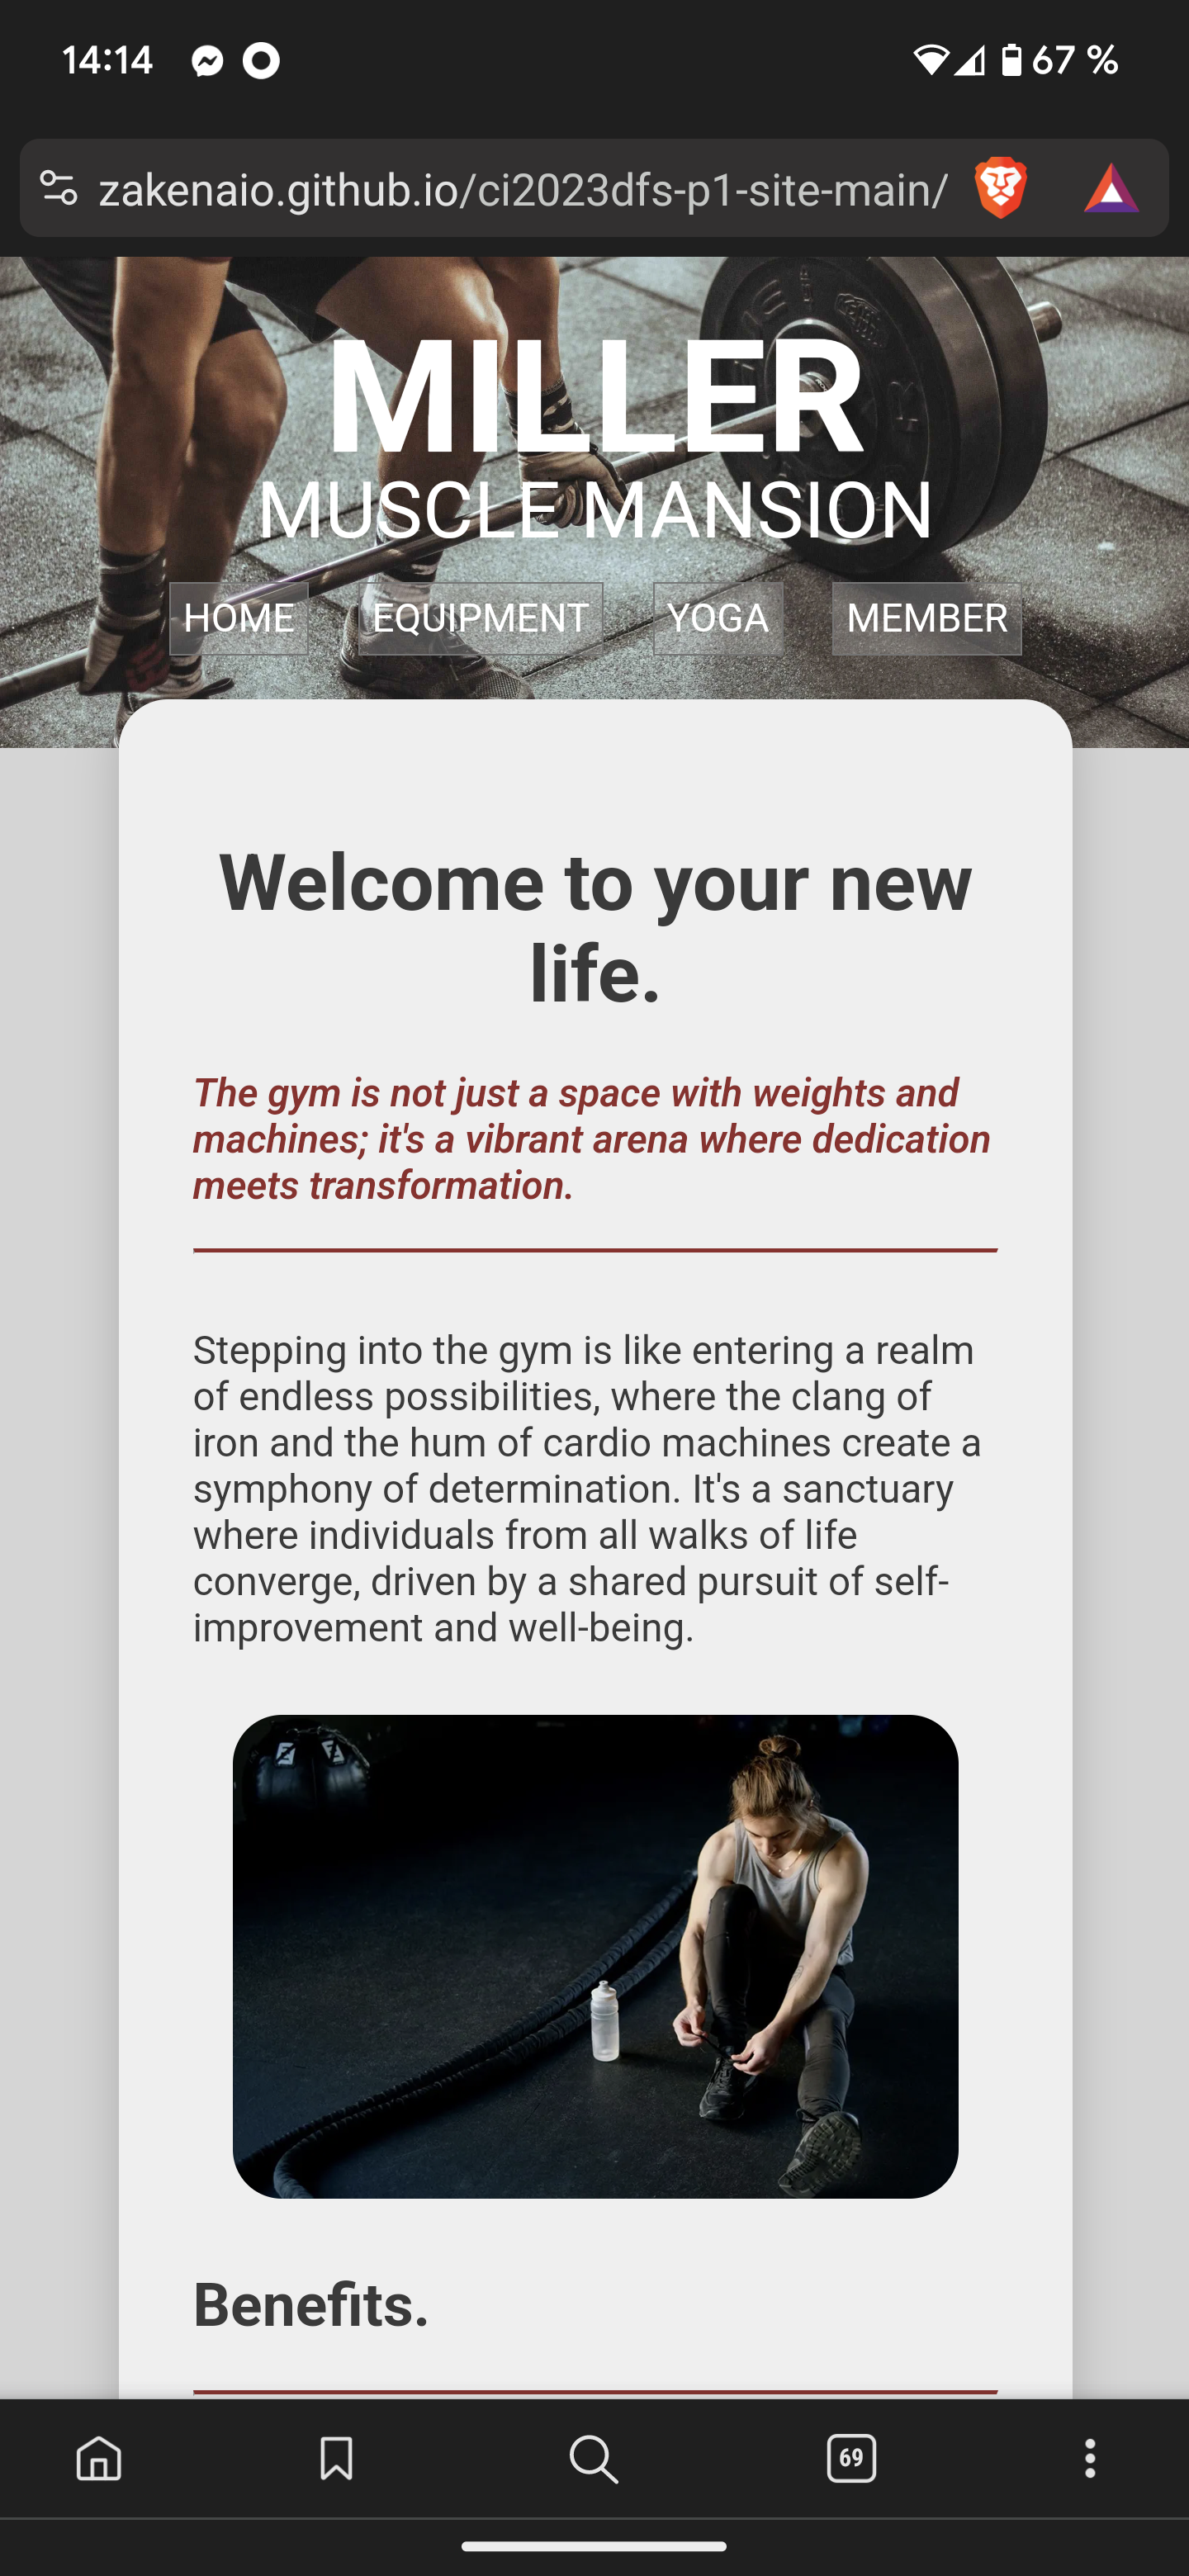 14:14
67 %
zakenaio.github.io/ci2023dfs-p1-site-main/
MILLER
MUSCLE MANSION
HOME EQUIPMENT YOGA MEMBER
Welcome to your new
life.
The gym is not just a space with weights and
machines; it's a vibrant arena where dedication
meets transformation.
Stepping into the gym is like entering a realm
of endless possibilities, where the clang of
iron and the hum of cardio machines create a
symphony of determination. It's a sanctuary
where individuals from all walks of life
converge, driven by a shared pursuit of self-
improvement and well-being.
Benefits.
69